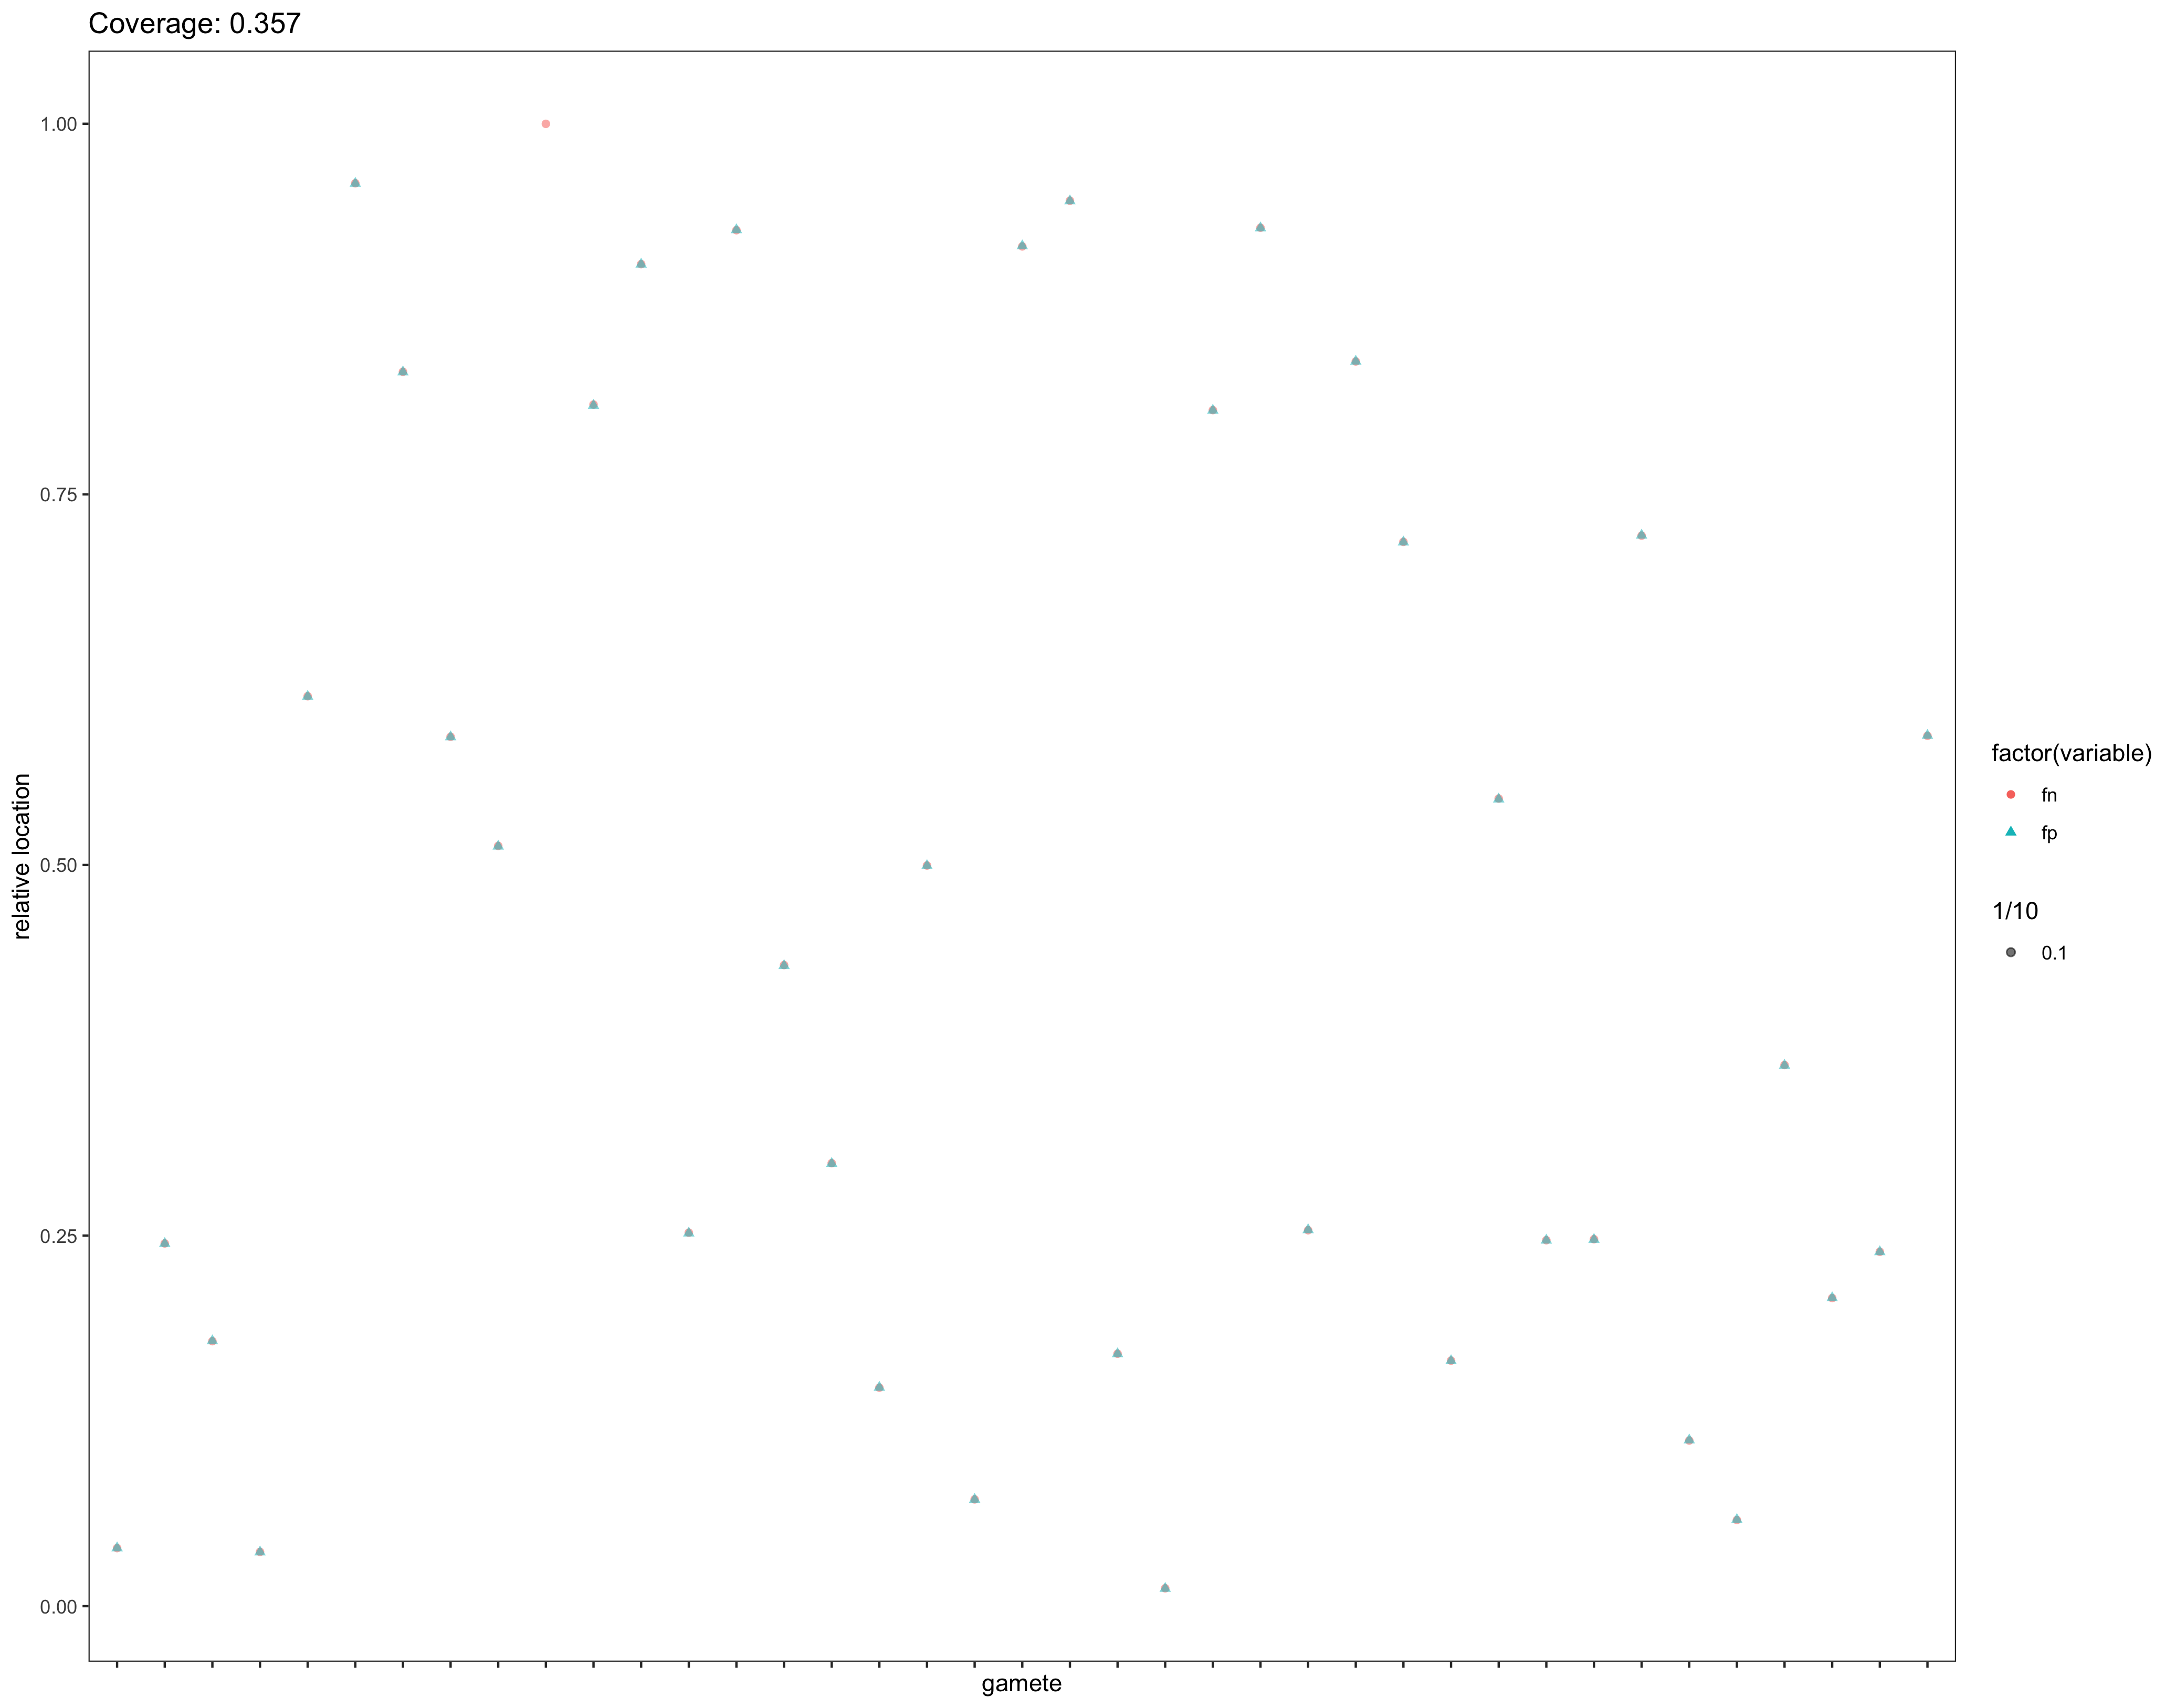 Coverage: 0.357
1.00
0.75
0.50
0.25
0.00
relative location
gamete
factor(variable)
fn
fp
1/10
0.1